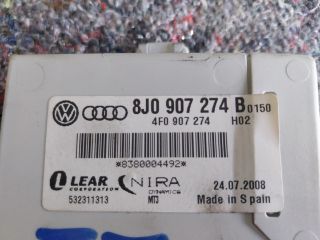 8J0 907 274 B 0150
4F0 907 274 H02
*8380004492*
LEAR NIRA 24.07.2008
CORPORATION DYNAMICS
532311313 MT3 Made in Spain